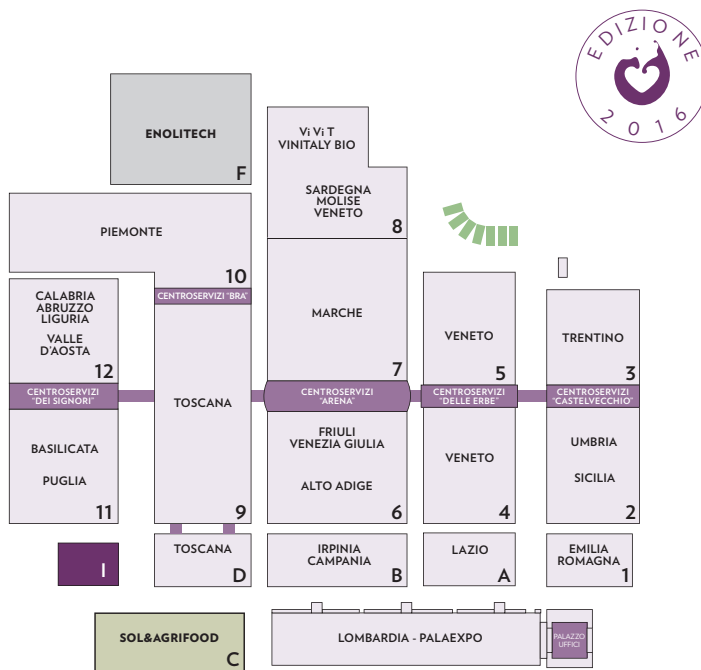 EDIZIONE
2016
ENOLITECH
F
Vi Vi T
VINITALY BIO
SARDEGNA
MOLISE
VENETO
8
PIEMONTE
10
CENTROSERVIZI "BRA"
CALABRIA
ABRUZZO
LIGURIA
VALLE
D'AOSTA
12
MARCHE
7
VENETO
5
TRENTINO
3
CENTROSERVIZI
"DEI SIGNORI"
TOSCANA
9
CENTROSERVIZI
"ARENA"
CENTROSERVIZI
"DELLE ERBE"
CENTROSERVIZI
"CASTELVECCHIO"
BASILICATA
PUGLIA
11
FRIULI
VENEZIA GIULIA
ALTO ADIGE
6
VENETO
4
UMBRIA
SICILIA
2
I
TOSCANA
D
IRPINIA
CAMPANIA
B
LAZIO
A
EMILIA
ROMAGNA
1
SOL&AGRIFOOD
C
LOMBARDIA - PALAEXPO
PALAZZO
UFFICI